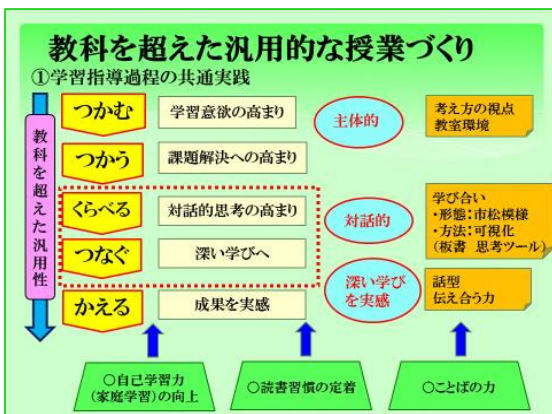 教科を超えた汎用的な授業づくり
①学習指導過程の共通実践
教科を超えた汎用性
つかむ
学習意欲の高まり
主体的
考え方の視点
教室環境
つかう
課題解決への高まり
くらべる
対話的思考の高まり
対話的
学び合い
・形態:市松模様
・方法:可視化
(板書 思考ツール)
つなぐ
深い学びへ
深い学び
を実感
かえる
成果を実感
話型
伝え合う力
○自己学習力
(家庭学習)の向上
○読書習慣の定着
○ことばの力